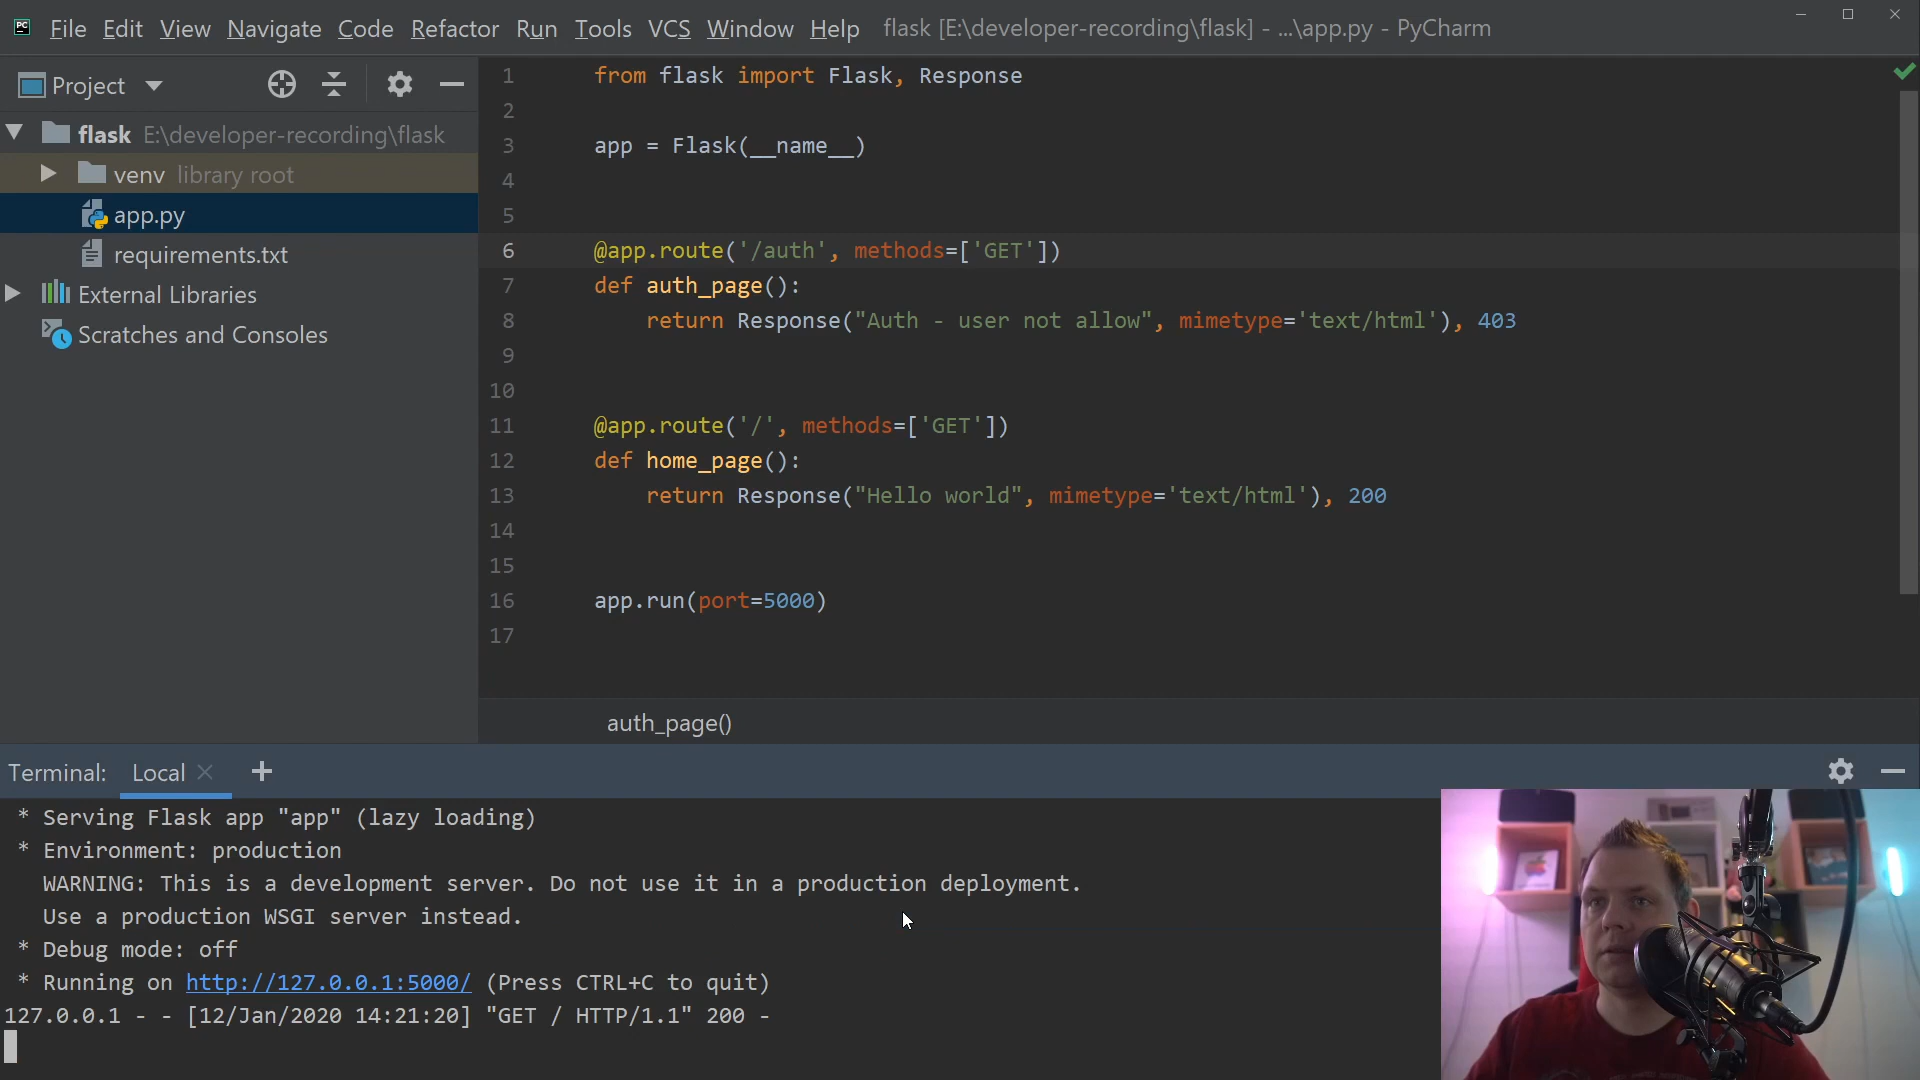 File Edit View Navigate Code Refactor Run Tools VCS Window Help flask [E:\developer-recording\flask] - ...\app.py - PyCharm
Project
flask E:\developer-recording\flask
venv library root
app.py
requirements.txt
External Libraries
Scratches and Consoles
1 from flask import Flask, Response
2
3 app = Flask(__name__)
4
5
6 @app.route('/auth', methods=['GET'])
7 def auth_page():
8 return Response("Auth - user not allow", mimetype='text/html'), 403
9
10
11 @app.route('/', methods=['GET'])
12 def home_page():
13 return Response("Hello world", mimetype='text/html'), 200
14
15
16 app.run(port=5000)
17
auth_page()
Terminal: Local
* Serving Flask app "app" (lazy loading)
* Environment: production
WARNING: This is a development server. Do not use it in a production deployment.
Use a production WSGI server instead.
* Debug mode: off
* Running on http://127.0.0.1:5000/ (Press CTRL+C to quit)
127.0.0.1 - - [12/Jan/2020 14:21:20] "GET / HTTP/1.1" 200 -